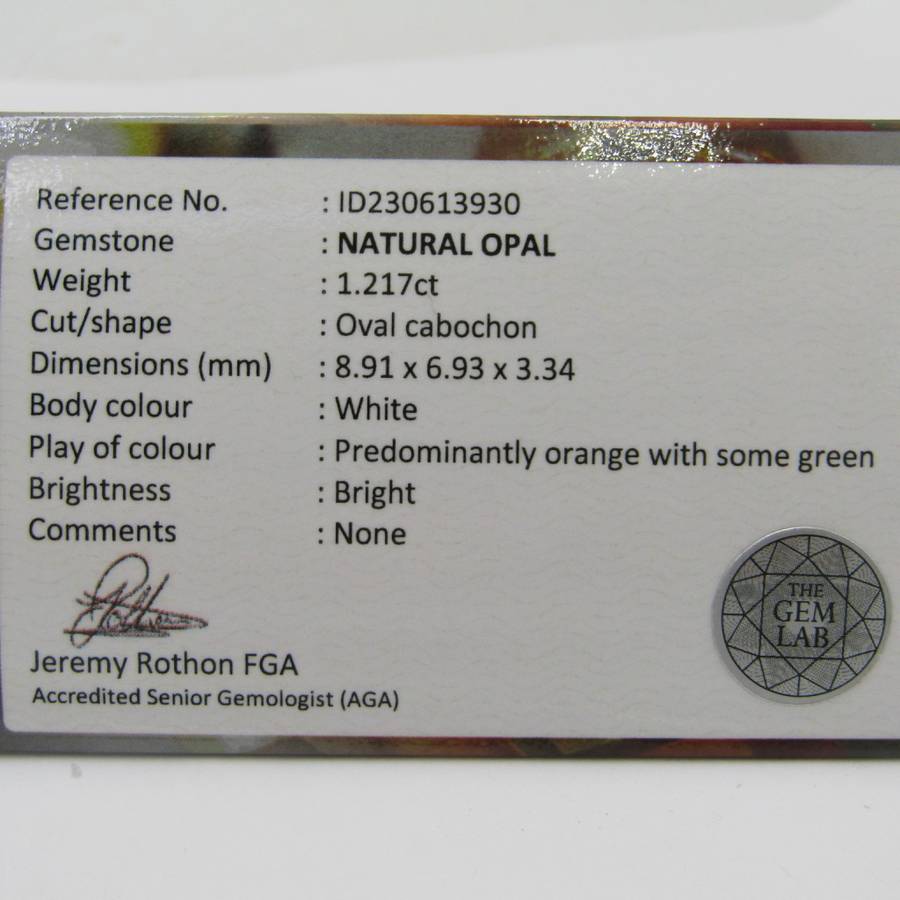 Reference No. : ID230613930
Gemstone : NATURAL OPAL
Weight : 1.217ct
Cut/shape : Oval cabochon
Dimensions (mm) : 8.91 x 6.93 x 3.34
Body colour : White
Play of colour : Predominantly orange with some green
Brightness : Bright
Comments : None
Jeremy Rothon FGA
Accredited Senior Gemologist (AGA)
THE
GEM
LAB